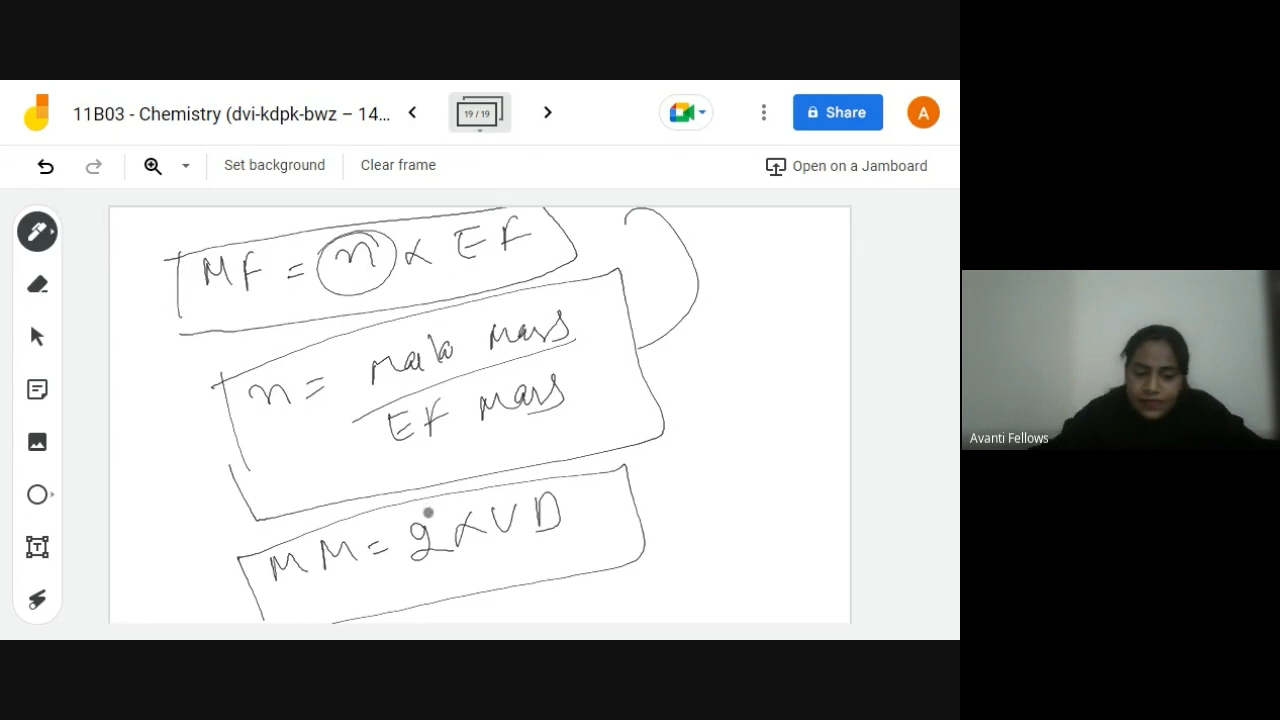 11B03 - Chemistry (dvi-kdpk-bwz – 14...
19 / 19
Share
A
Set background
Clear frame
Open on a Jamboard
MF = n x EF
n =
Mass
EF Mass
MM = 2 x VD
Avanti Fellows